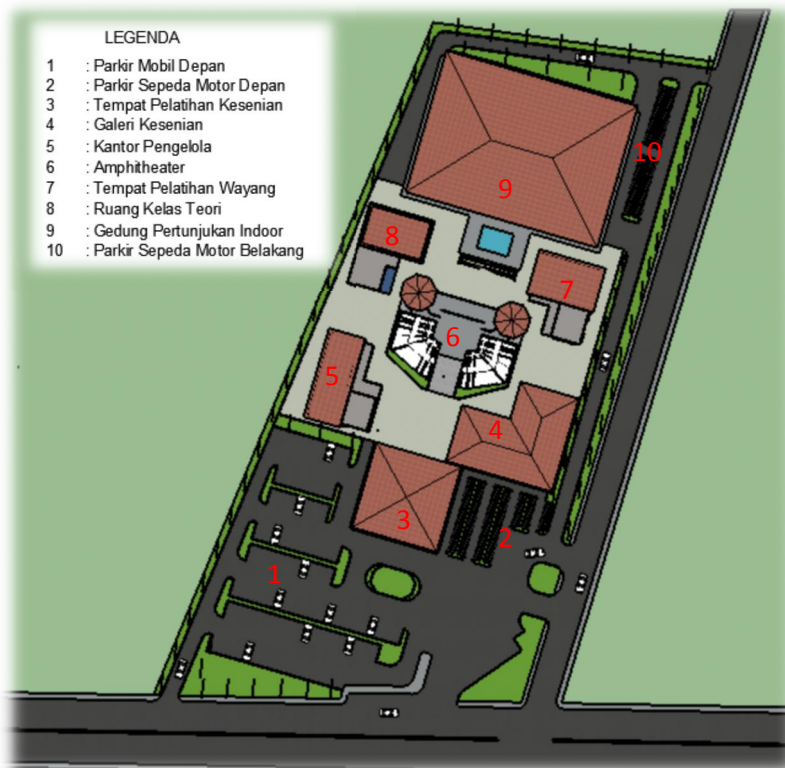 LEGENDA
1 : Parkir Mobil Depan
2 : Parkir Sepeda Motor Depan
3 : Tempat Pelatihan Kesenian
4 : Galeri Kesenian
5 : Kantor Pengelola
6 : Amphitheater
7 : Tempat Pelatihan Wayang
8 : Ruang Kelas Teori
9 : Gedung Pertunjukan Indoor
10 : Parkir Sepeda Motor Belakang
10
9
8
7
6
5
4
3
2
1